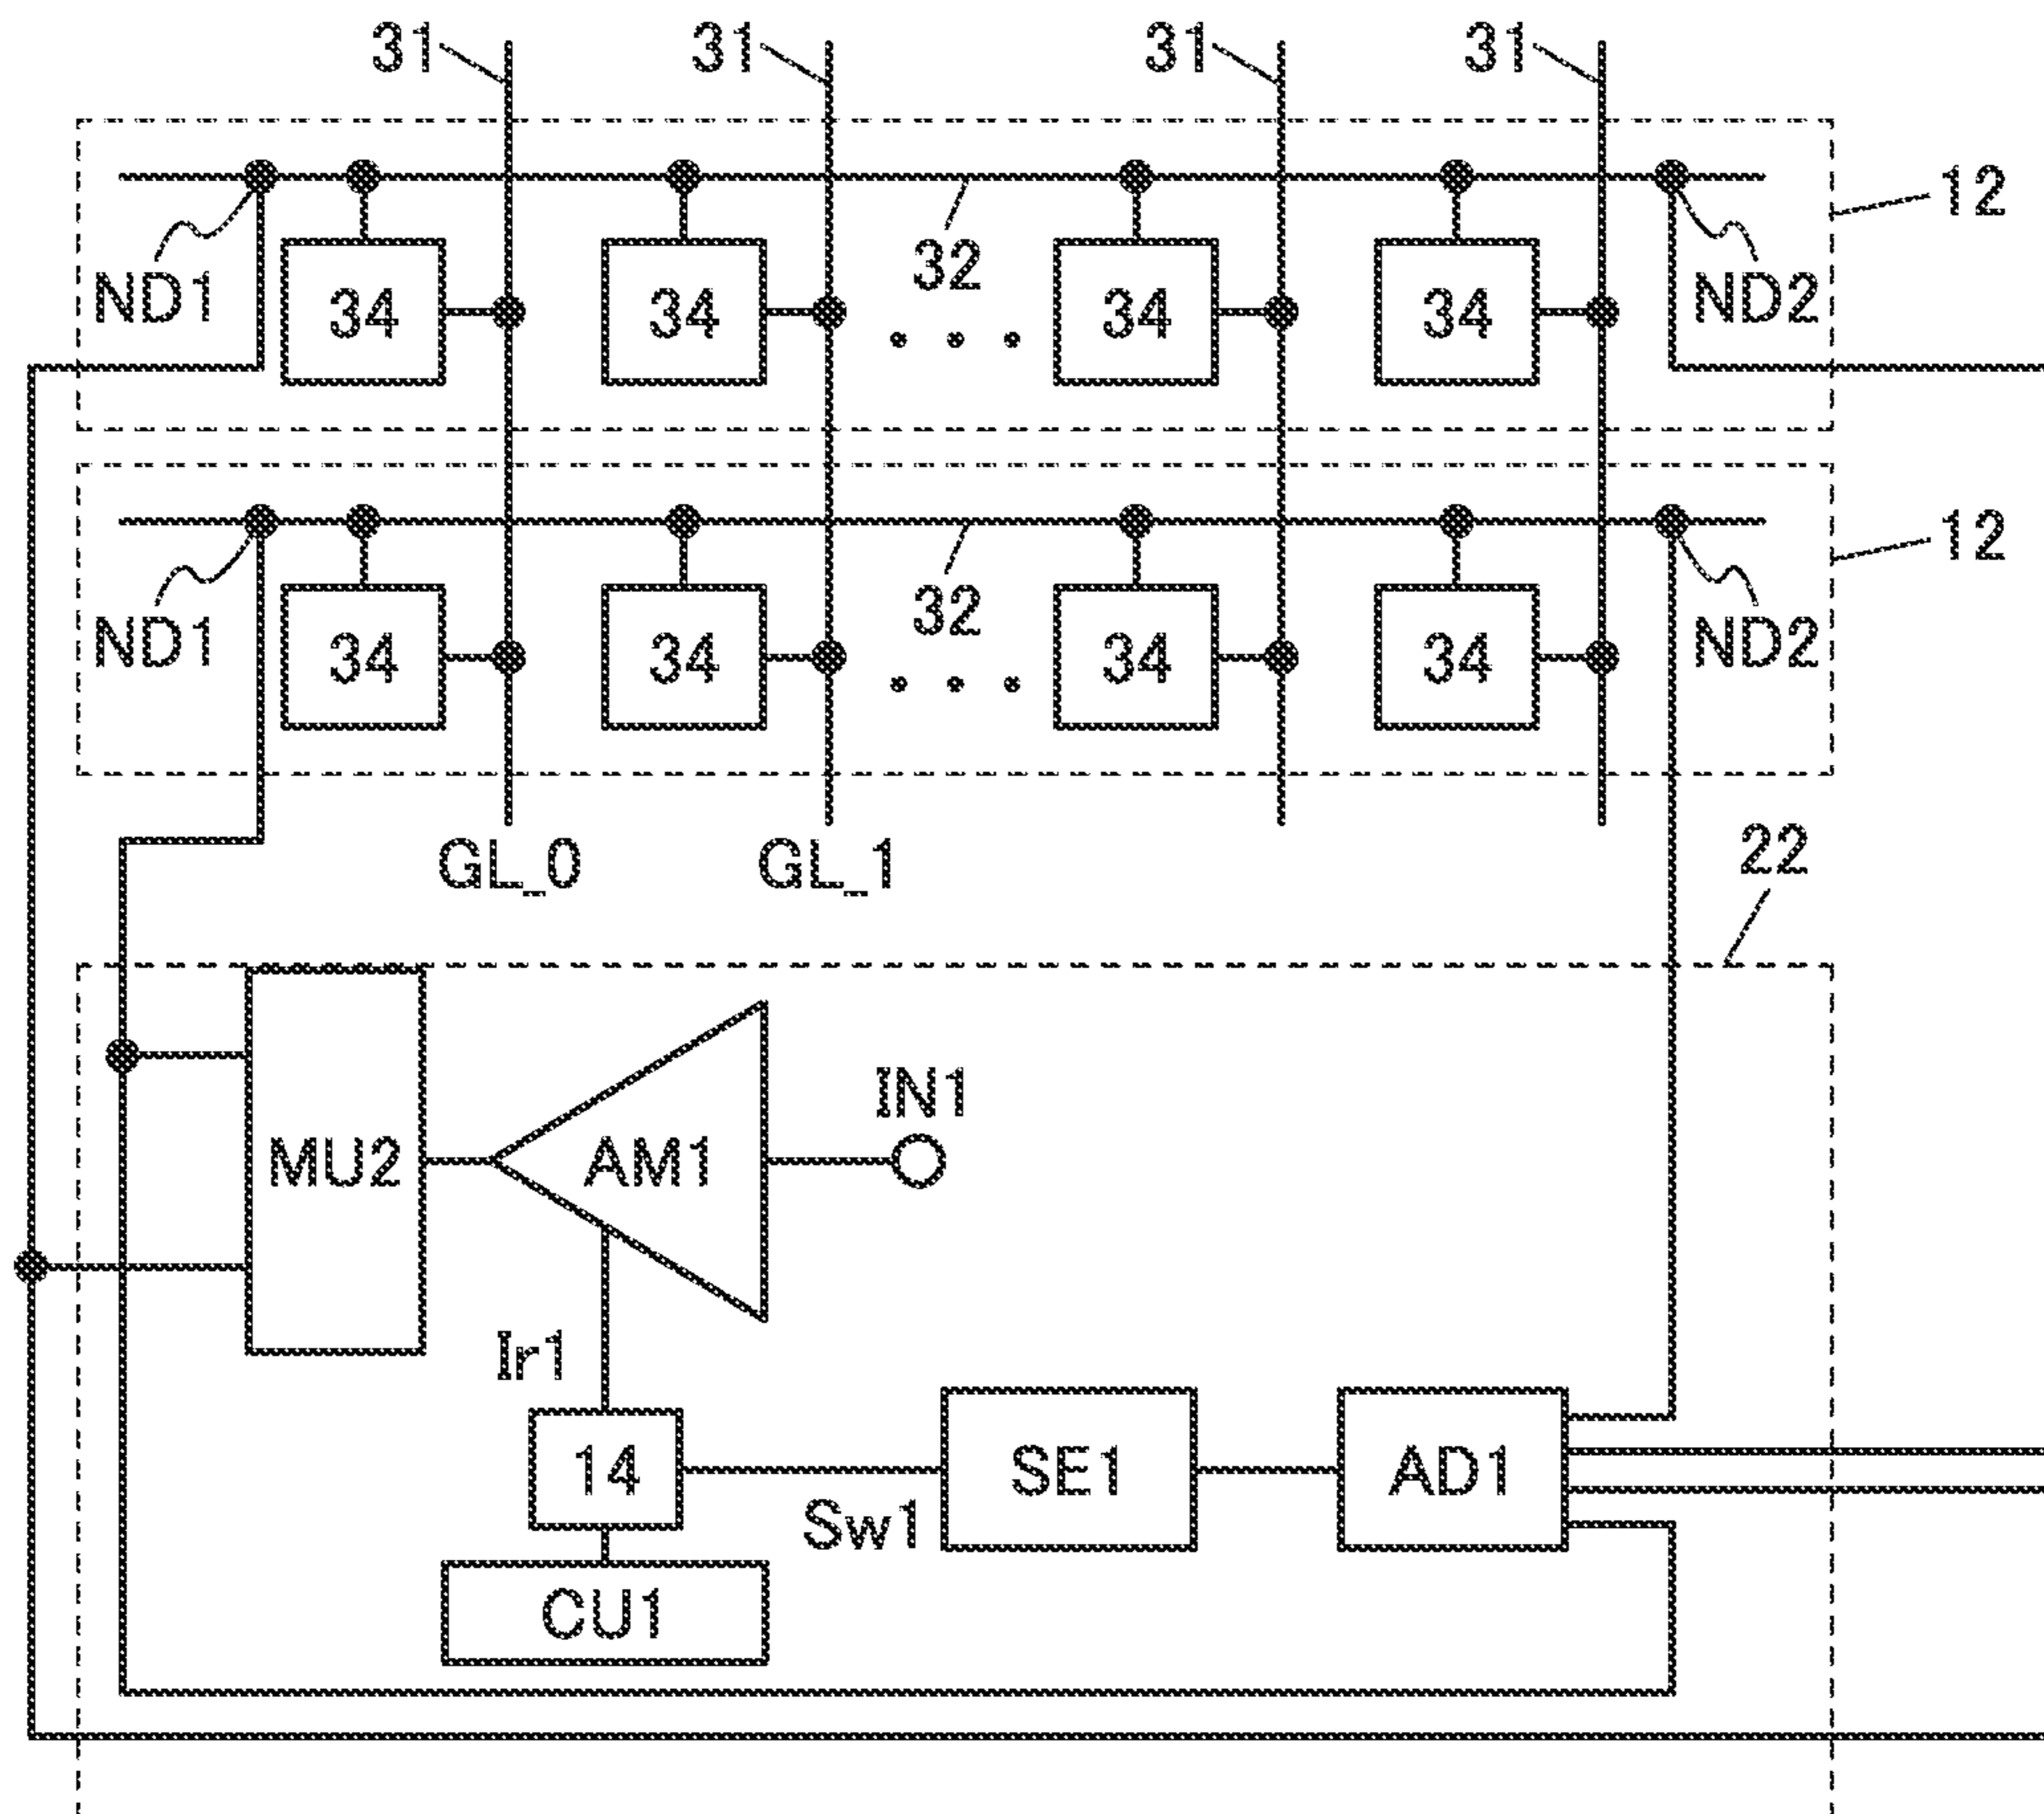 31 31 31 31
12
ND1 32 ND2
34 34 34 34
. . .
12
ND1 32 ND2
34 34 34 34
. . .
GL_0 GL_1
22
IN1
MU2 AM1
Ir1
14 SE1 AD1
Sw1
CU1